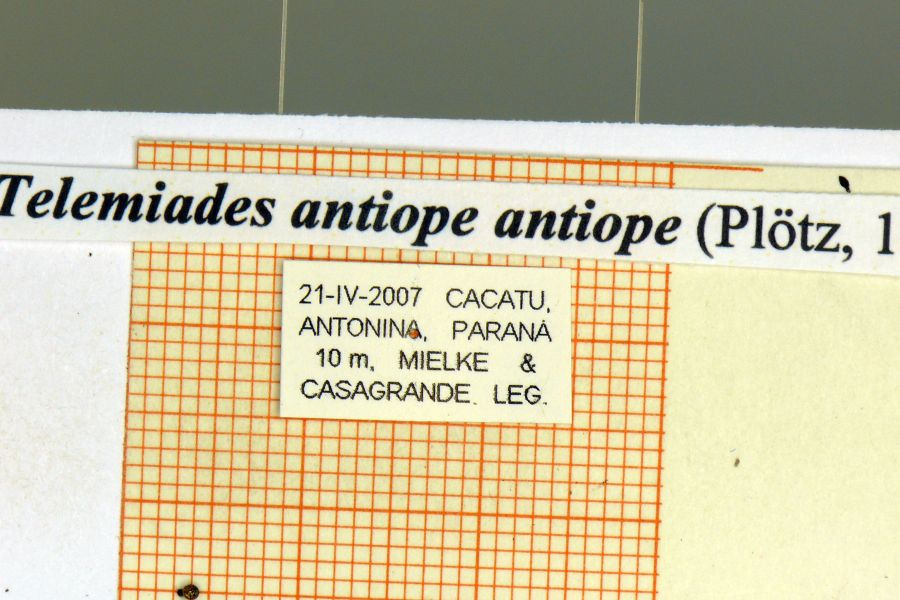 Telemiades antiope antiope (Plötz, 1
21-IV-2007 CACATU,
ANTONINA, PARANÁ
10 m, MIELKE &
CASAGRANDE LEG.